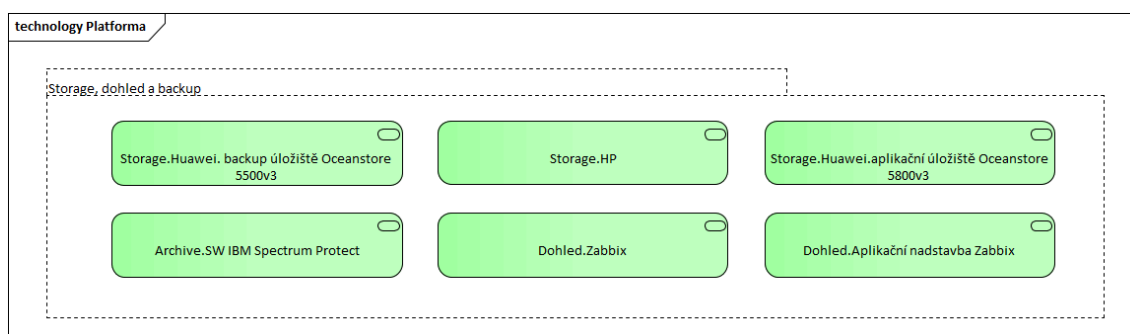 technology Platforma
Storage, dohled a backup
Storage.Huawei. backup úložiště Oceanstore
5500v3
Storage.HP
Storage.Huawei.aplikační úložiště Oceanstore
5800v3
Archive.SW IBM Spectrum Protect
Dohled.Zabbix
Dohled.Aplikační nadstavba Zabbix